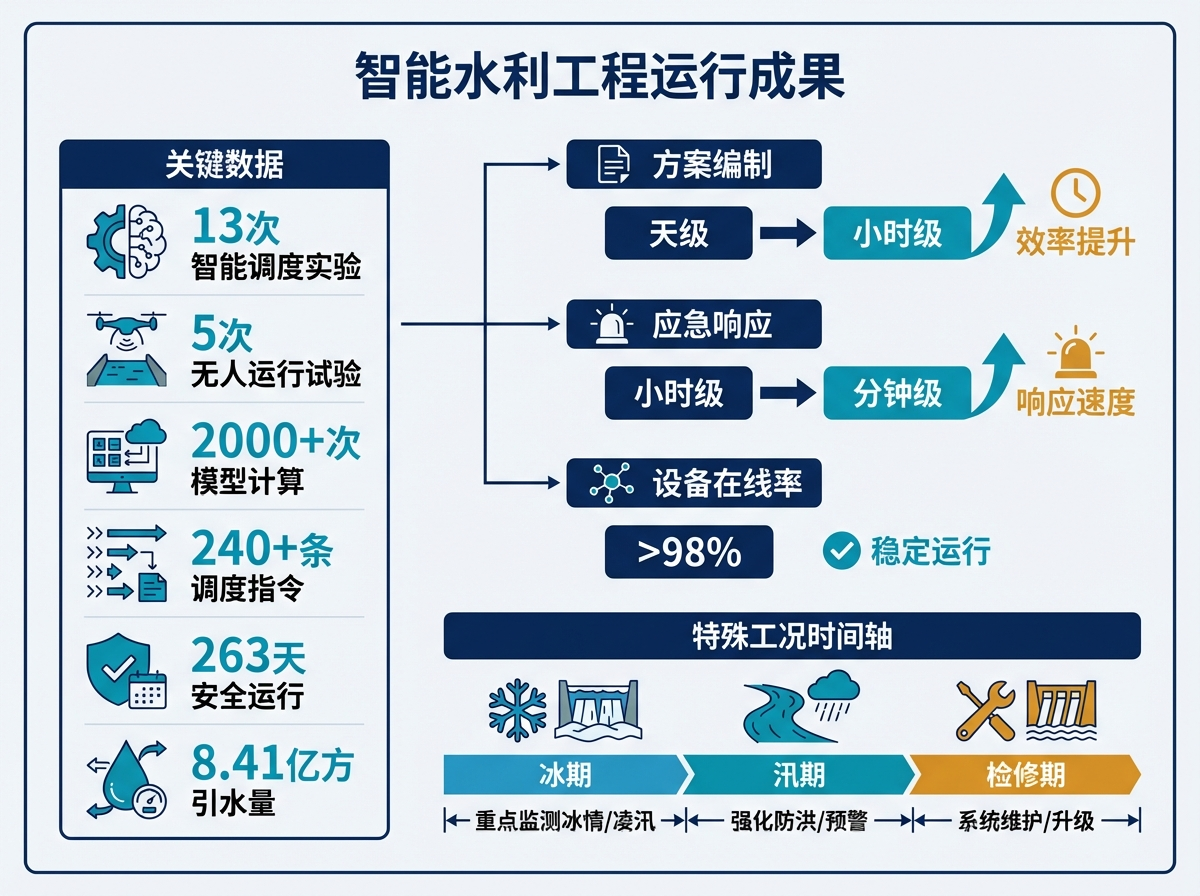 智能水利工程运行成果
关键数据
13次
智能调度实验
5次
无人运行试验
2000+次
模型计算
240+条
调度指令
263天
安全运行
8.41亿方
引水量
方案编制
天级
小时级
效率提升
应急响应
小时级
分钟级
响应速度
设备在线率
>98%
稳定运行
特殊工况时间轴
冰期
汛期
检修期
重点监测冰情/凌汛
强化防洪/预警
系统维护/升级